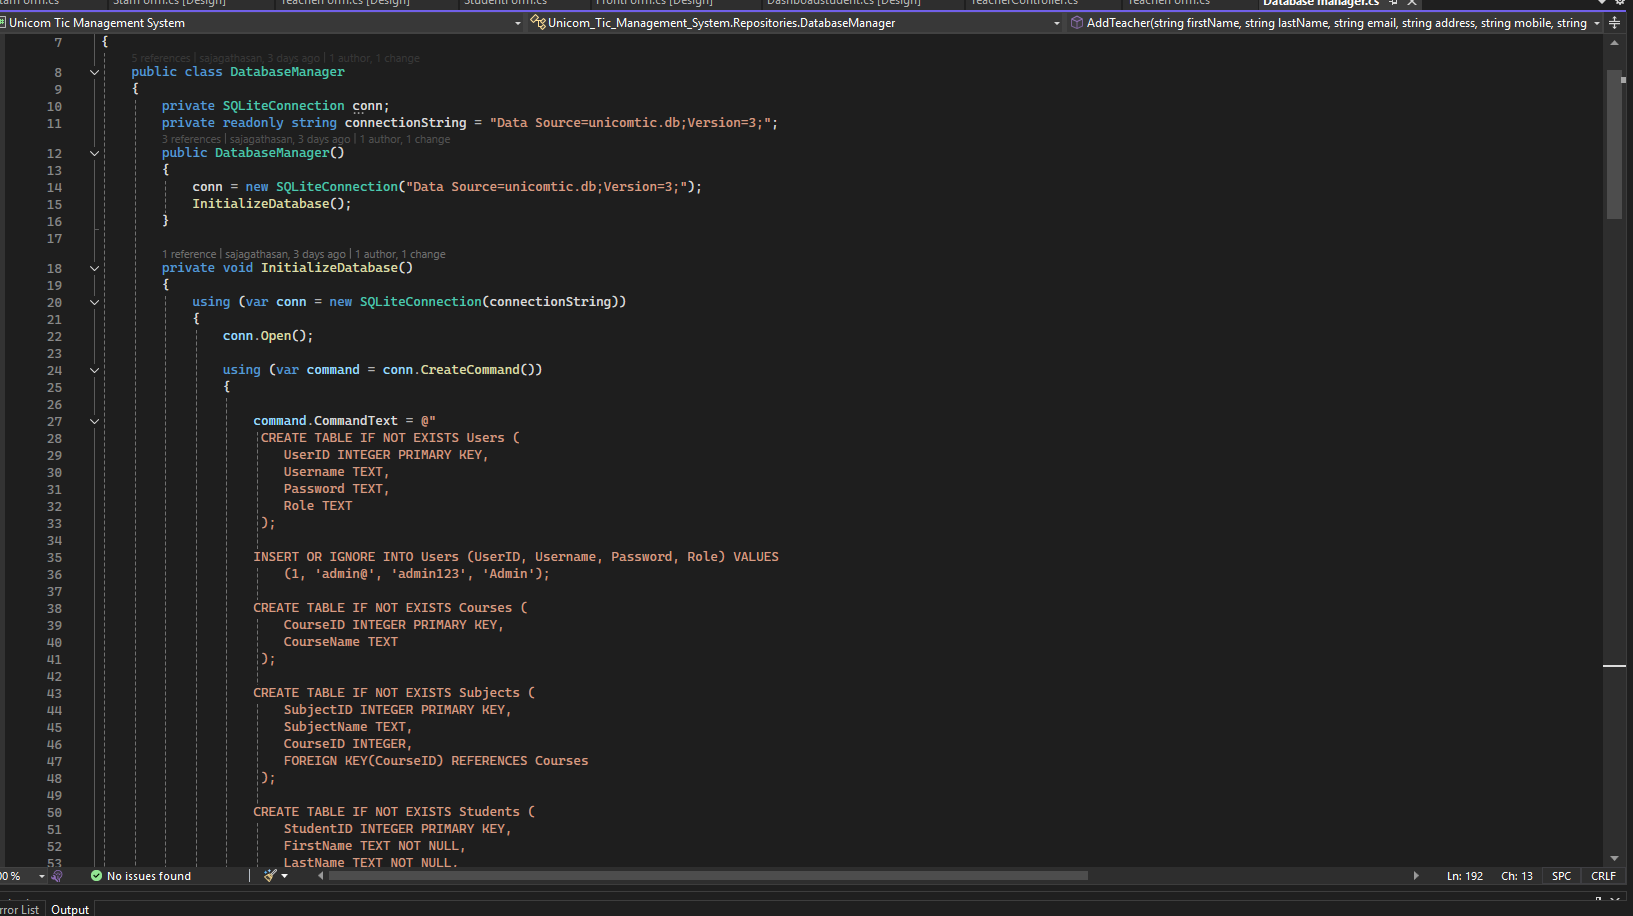 StudentForm.cs
DashboadStudent.cs [Design]
TeacherController.cs
TeacherForm.cs
Database manager.cs
Unicom Tic Management System
Unicom_Tic_Management_System.Repositories.DatabaseManager
AddTeacher(string firstName, string lastName, string email, string address, string mobile, string
7 {
5 references | sajagathasan, 3 days ago | 1 author, 1 change
8 public class DatabaseManager
9 {
10 private SQLiteConnection conn;
11 private readonly string connectionString = "Data Source=unicomtic.db;Version=3;";
3 references | sajagathasan, 3 days ago | 1 author, 1 change
12 public DatabaseManager()
13 {
14 conn = new SQLiteConnection("Data Source=unicomtic.db;Version=3;");
15 InitializeDatabase();
16 }
17
1 reference | sajagathasan, 3 days ago | 1 author, 1 change
18 private void InitializeDatabase()
19 {
20 using (var conn = new SQLiteConnection(connectionString))
21 {
22 conn.Open();
23
24 using (var command = conn.CreateCommand())
25 {
26
27 command.CommandText = @"
28 CREATE TABLE IF NOT EXISTS Users (
29 UserID INTEGER PRIMARY KEY,
30 Username TEXT,
31 Password TEXT,
32 Role TEXT
33 );
34
35 INSERT OR IGNORE INTO Users (UserID, Username, Password, Role) VALUES
36 (1, 'admin@', 'admin123', 'Admin');
37
38 CREATE TABLE IF NOT EXISTS Courses (
39 CourseID INTEGER PRIMARY KEY,
40 CourseName TEXT
41 );
42
43 CREATE TABLE IF NOT EXISTS Subjects (
44 SubjectID INTEGER PRIMARY KEY,
45 SubjectName TEXT,
46 CourseID INTEGER,
47 FOREIGN KEY(CourseID) REFERENCES Courses
48 );
49
50 CREATE TABLE IF NOT EXISTS Students (
51 StudentID INTEGER PRIMARY KEY,
52 FirstName TEXT NOT NULL,
53 LastName TEXT NOT NULL,
00 %
No issues found
Ln: 192 Ch: 13 SPC CRLF
rror List Output